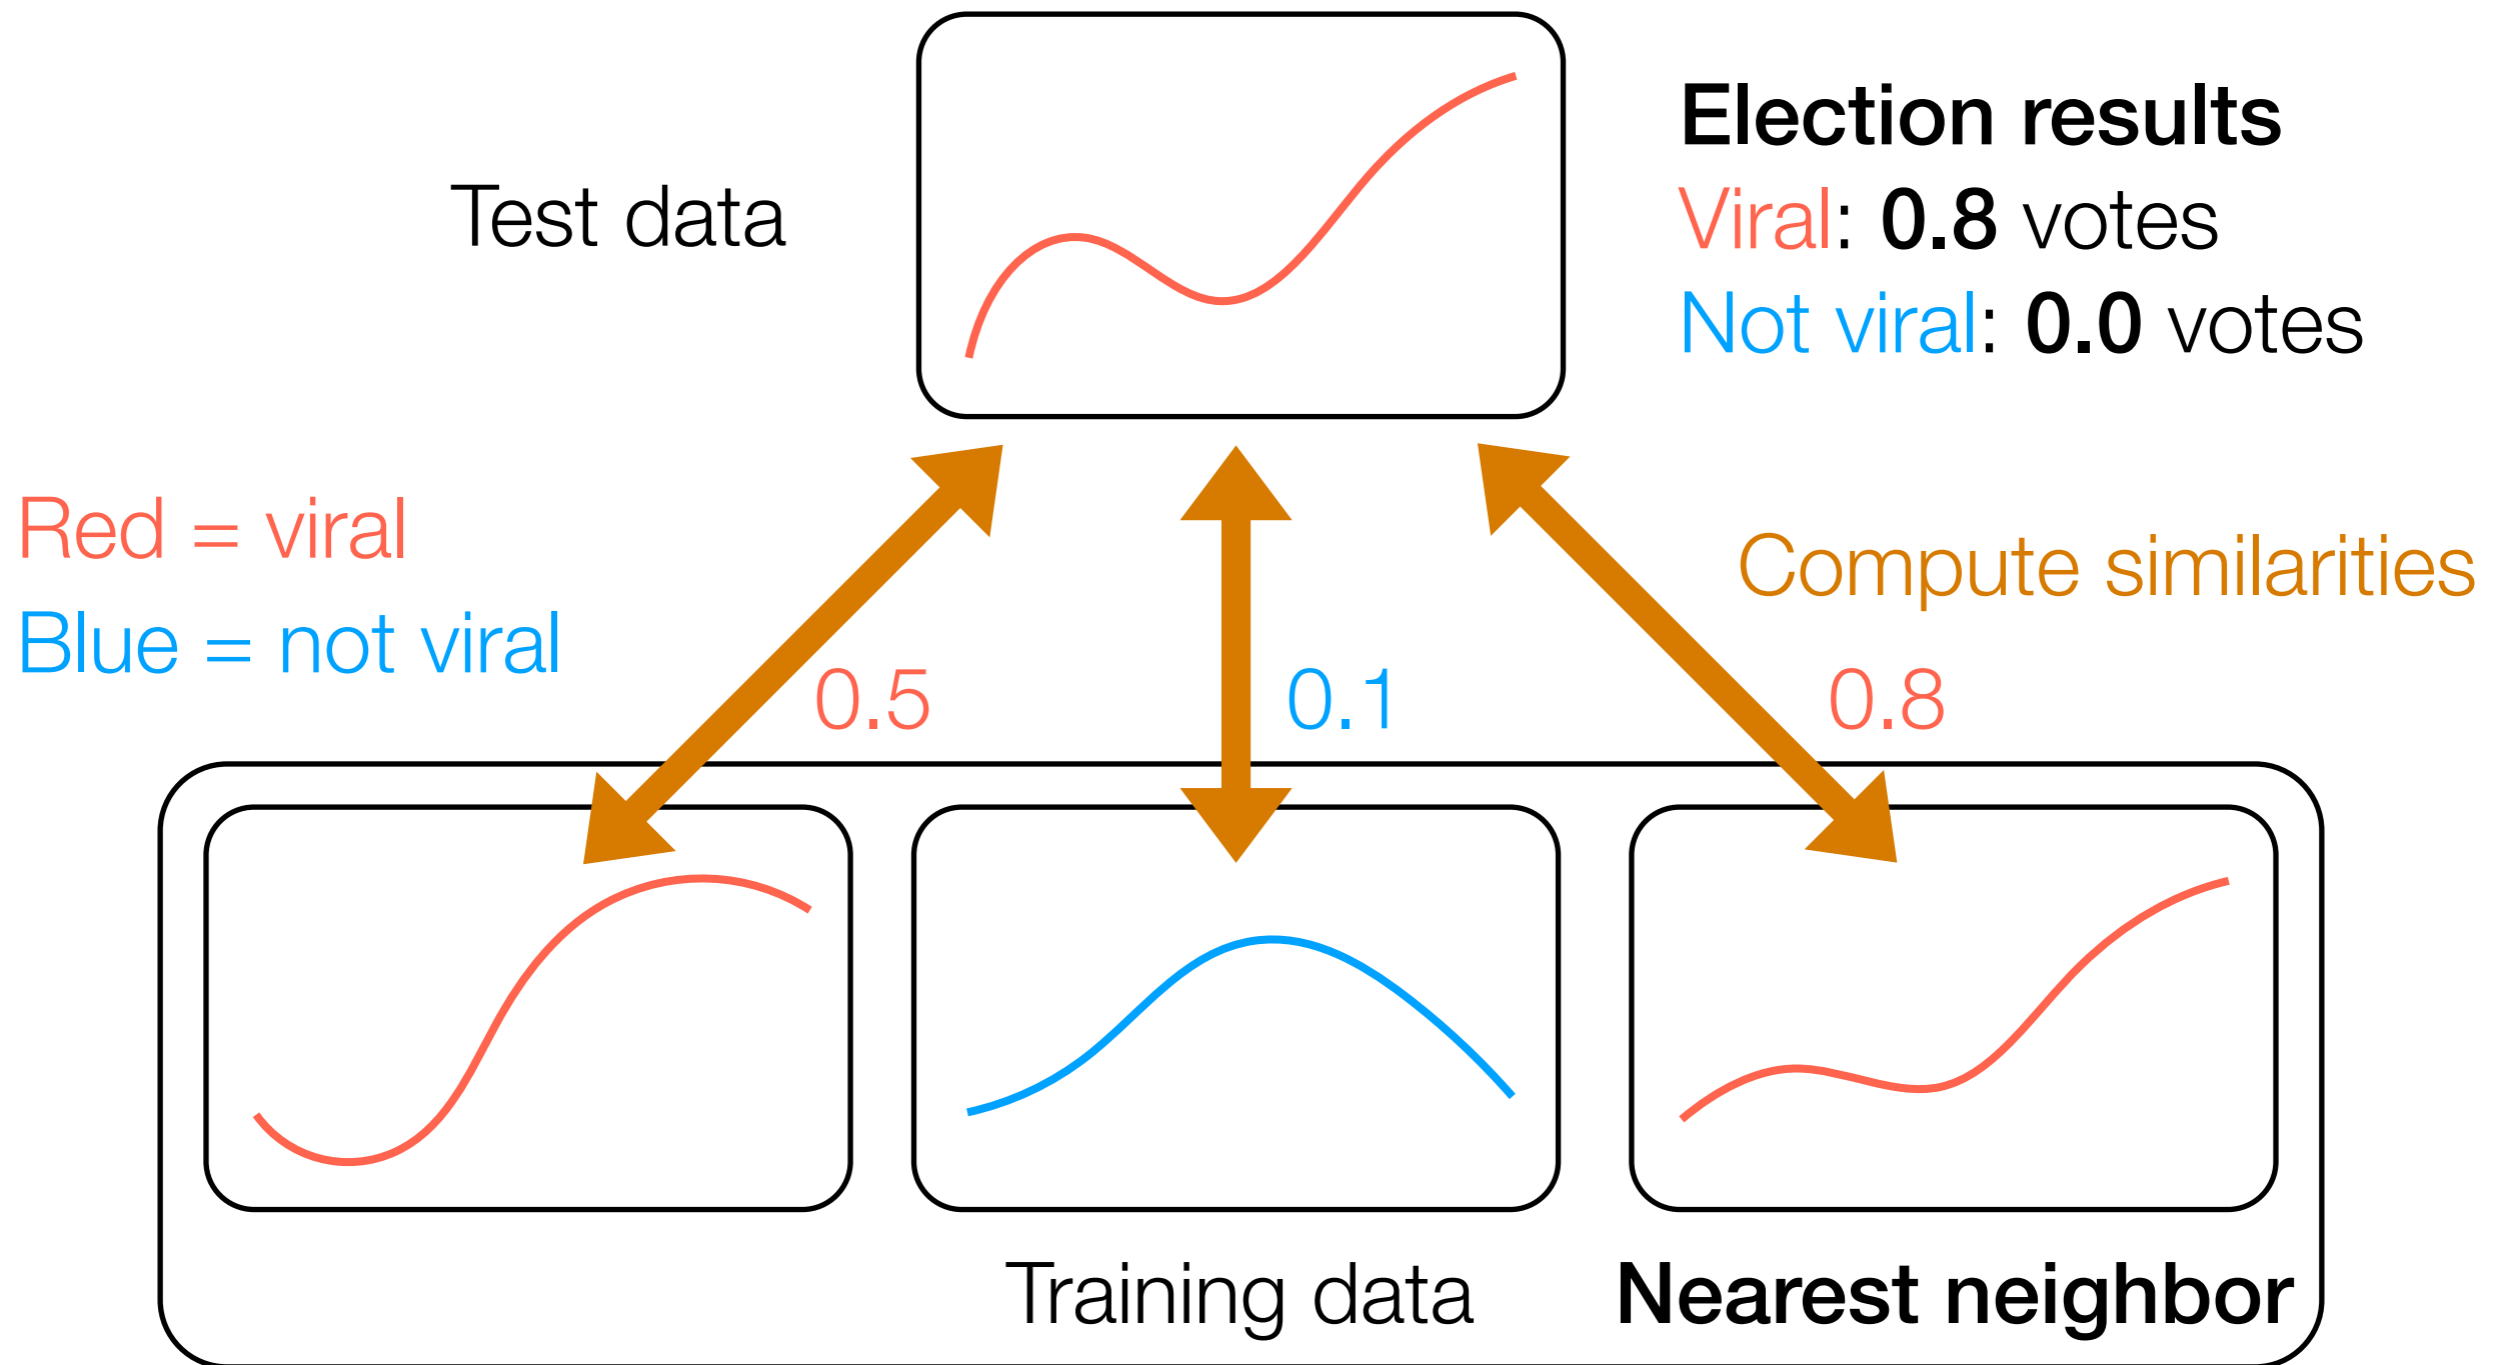 Test data
Election results
Viral: 0.8 votes
Not viral: 0.0 votes
Red = viral
Blue = not viral
Compute similarities
0.5
0.1
0.8
Training data
Nearest neighbor